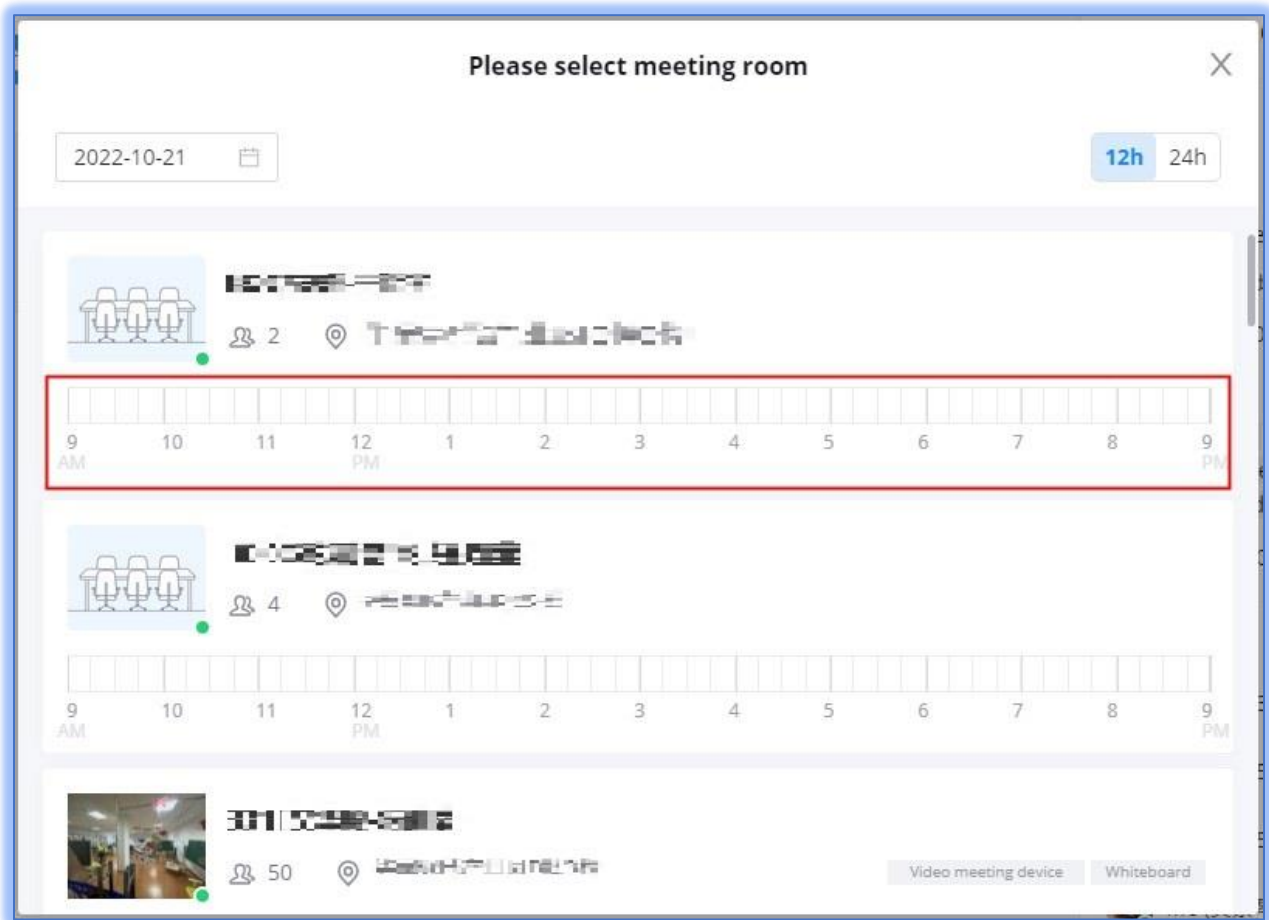 Please select meeting room
2022-10-21
12h 24h
2
9 10 11 12 1 2 3 4 5 6 7 8 9
AM PM PM
4
9 10 11 12 1 2 3 4 5 6 7 8 9
AM PM PM
50 Video meeting device Whiteboard